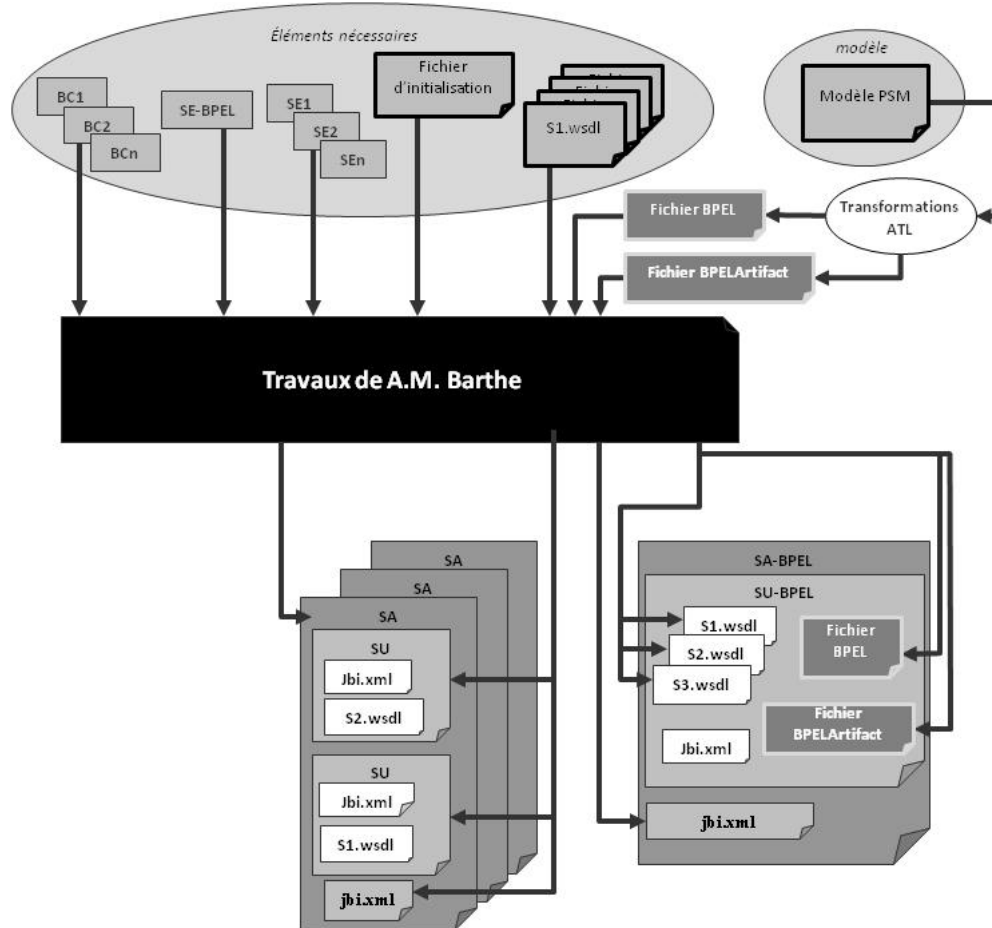 Éléments nécessaires
BC1
BC2
BCn
SE-BPEL
SE1
SE2
SEn
Fichier
d'initialisation
S1.wsdl
modèle
Modèle PSM
Transformations
ATL
Fichier BPEL
Fichier BPELArtifact
Travaux de A.M. Barthe
SA
SA
SA
SU
Jbi.xml
S2.wsdl
SU
Jbi.xml
S1.wsdl
jbi.xml
SA-BPEL
SU-BPEL
S1.wsdl
S2.wsdl
S3.wsdl
Fichier
BPEL
Fichier
BPELArtifact
Jbi.xml
jbi.xml